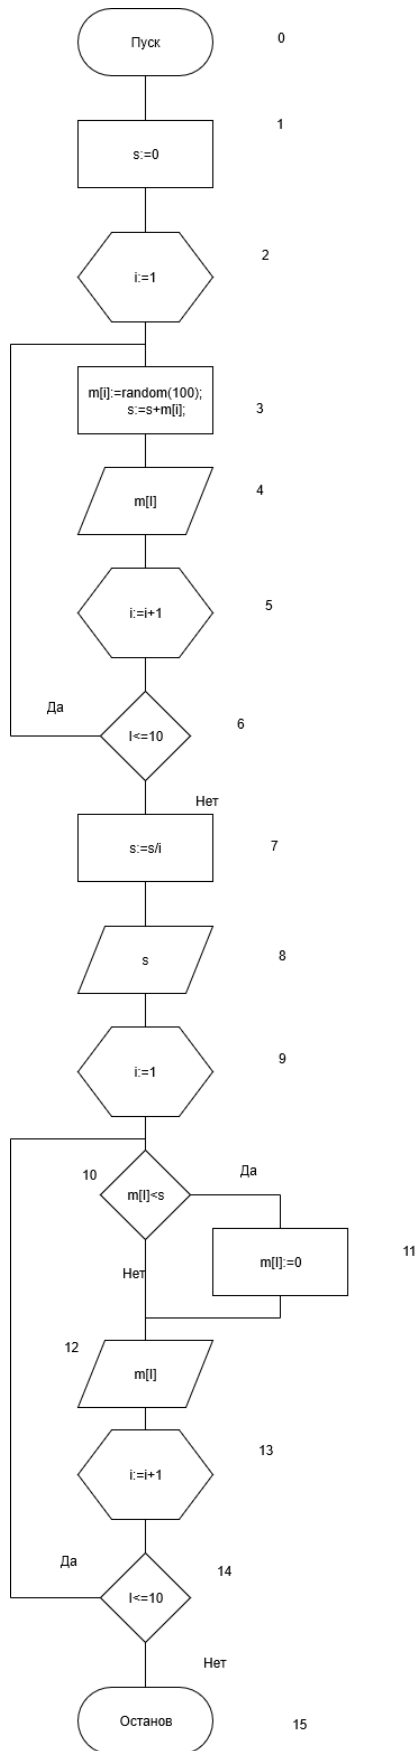 Пуск
0
1
s:=0
2
i:=1
m[i]:=random(100);
s:=s+m[i];
3
m[I]
4
i:=i+1
5
Да
I<=10
6
Нет
s:=s/i
7
s
8
i:=1
9
10
m[I]<s
Да
m[I]:=0
11
Нет
12
m[I]
i:=i+1
13
Да
I<=10
14
Нет
Останов
15